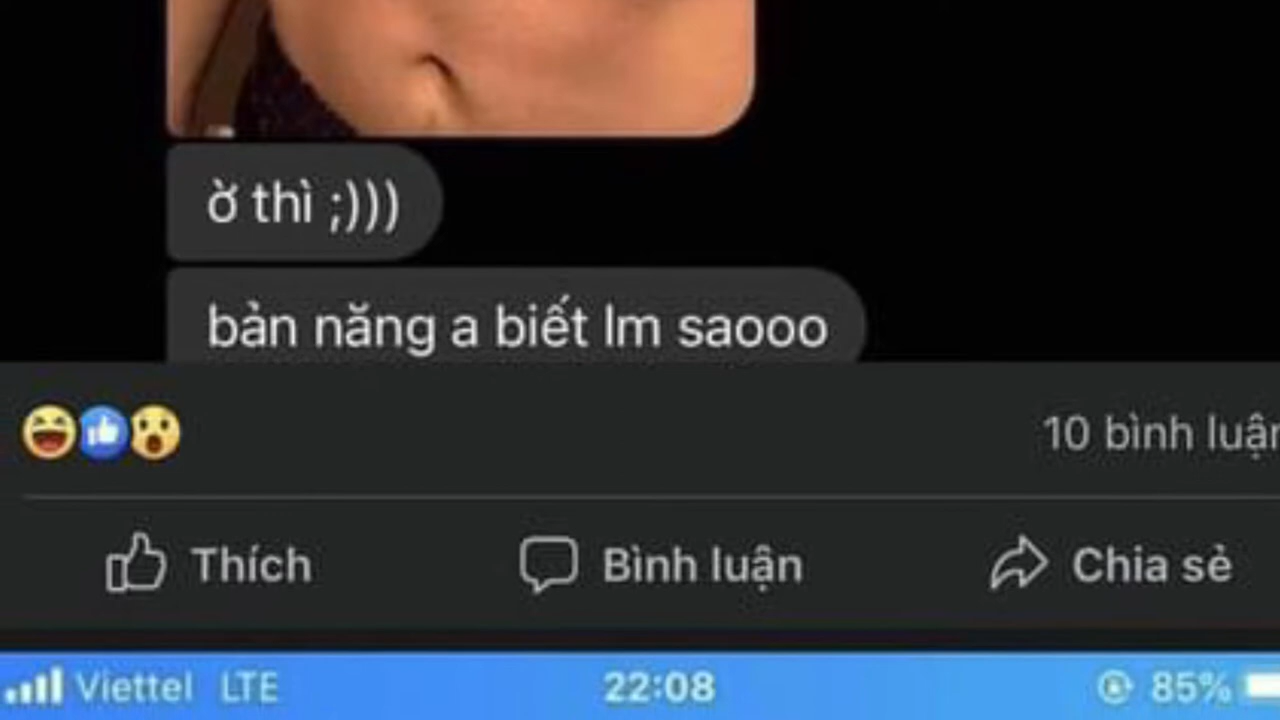 ờ thì ;)))
bản năng a biết lm saooo
10 bình luận
Thích
Bình luận
Chia sẻ
Viettel LTE
22:08
85%